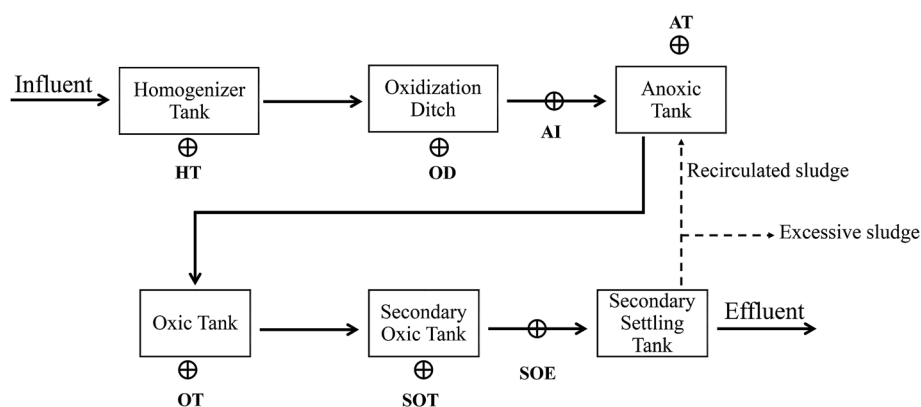 AT
Influent
Homogenizer
Tank
Oxidization
Ditch
Anoxic
Tank
HT
OD
AI
Recirculated sludge
Excessive sludge
Oxic Tank
Secondary
Oxic Tank
Secondary
Settling
Tank
Effluent
OT
SOT
SOE